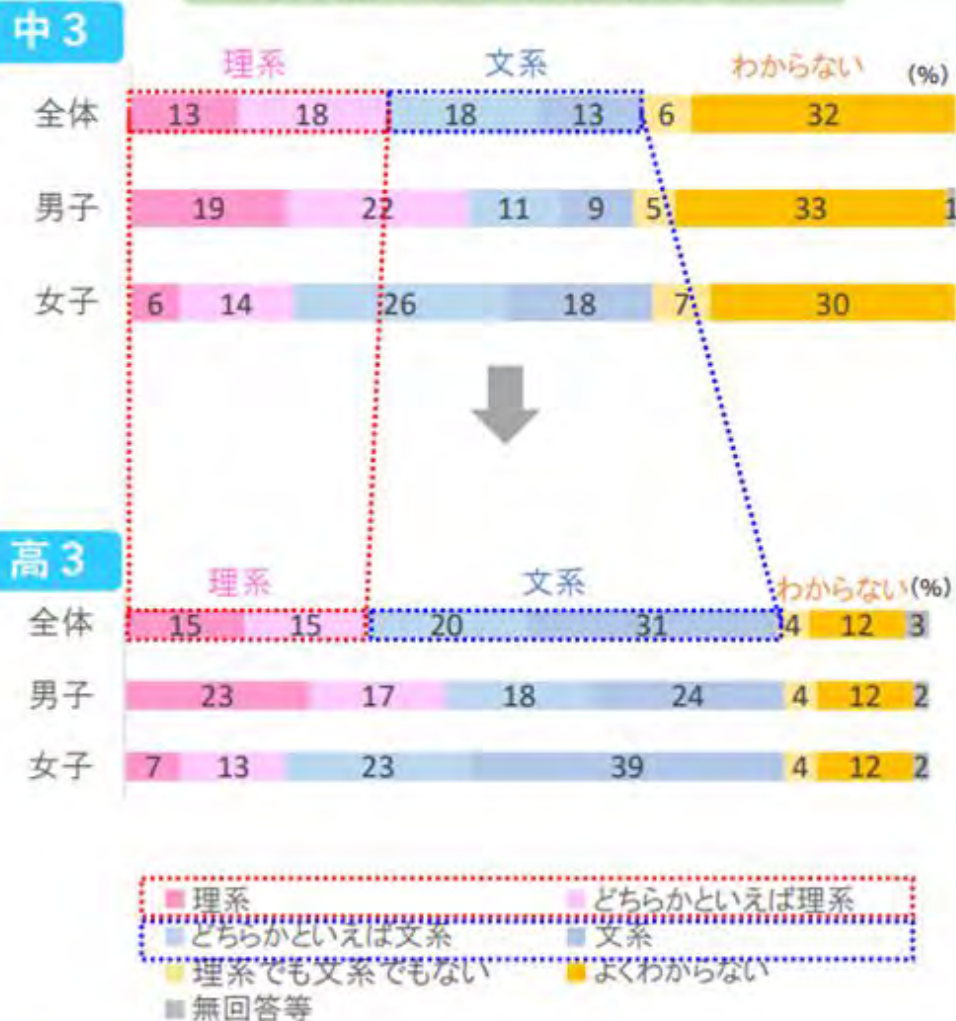 中3
理系 文系 わからない (%)
全体 13 18 18 13 6 32
男子 19 22 11 9 5 33 1
女子 6 14 26 18 7 30
高3
理系 文系 わからない(%)
全体 15 15 20 31 4 12 3
男子 23 17 18 24 4 12 2
女子 7 13 23 39 4 12 2
理系 どちらかといえば理系
どちらかといえば文系 文系
理系でも文系でもない よくわからない
無回答等